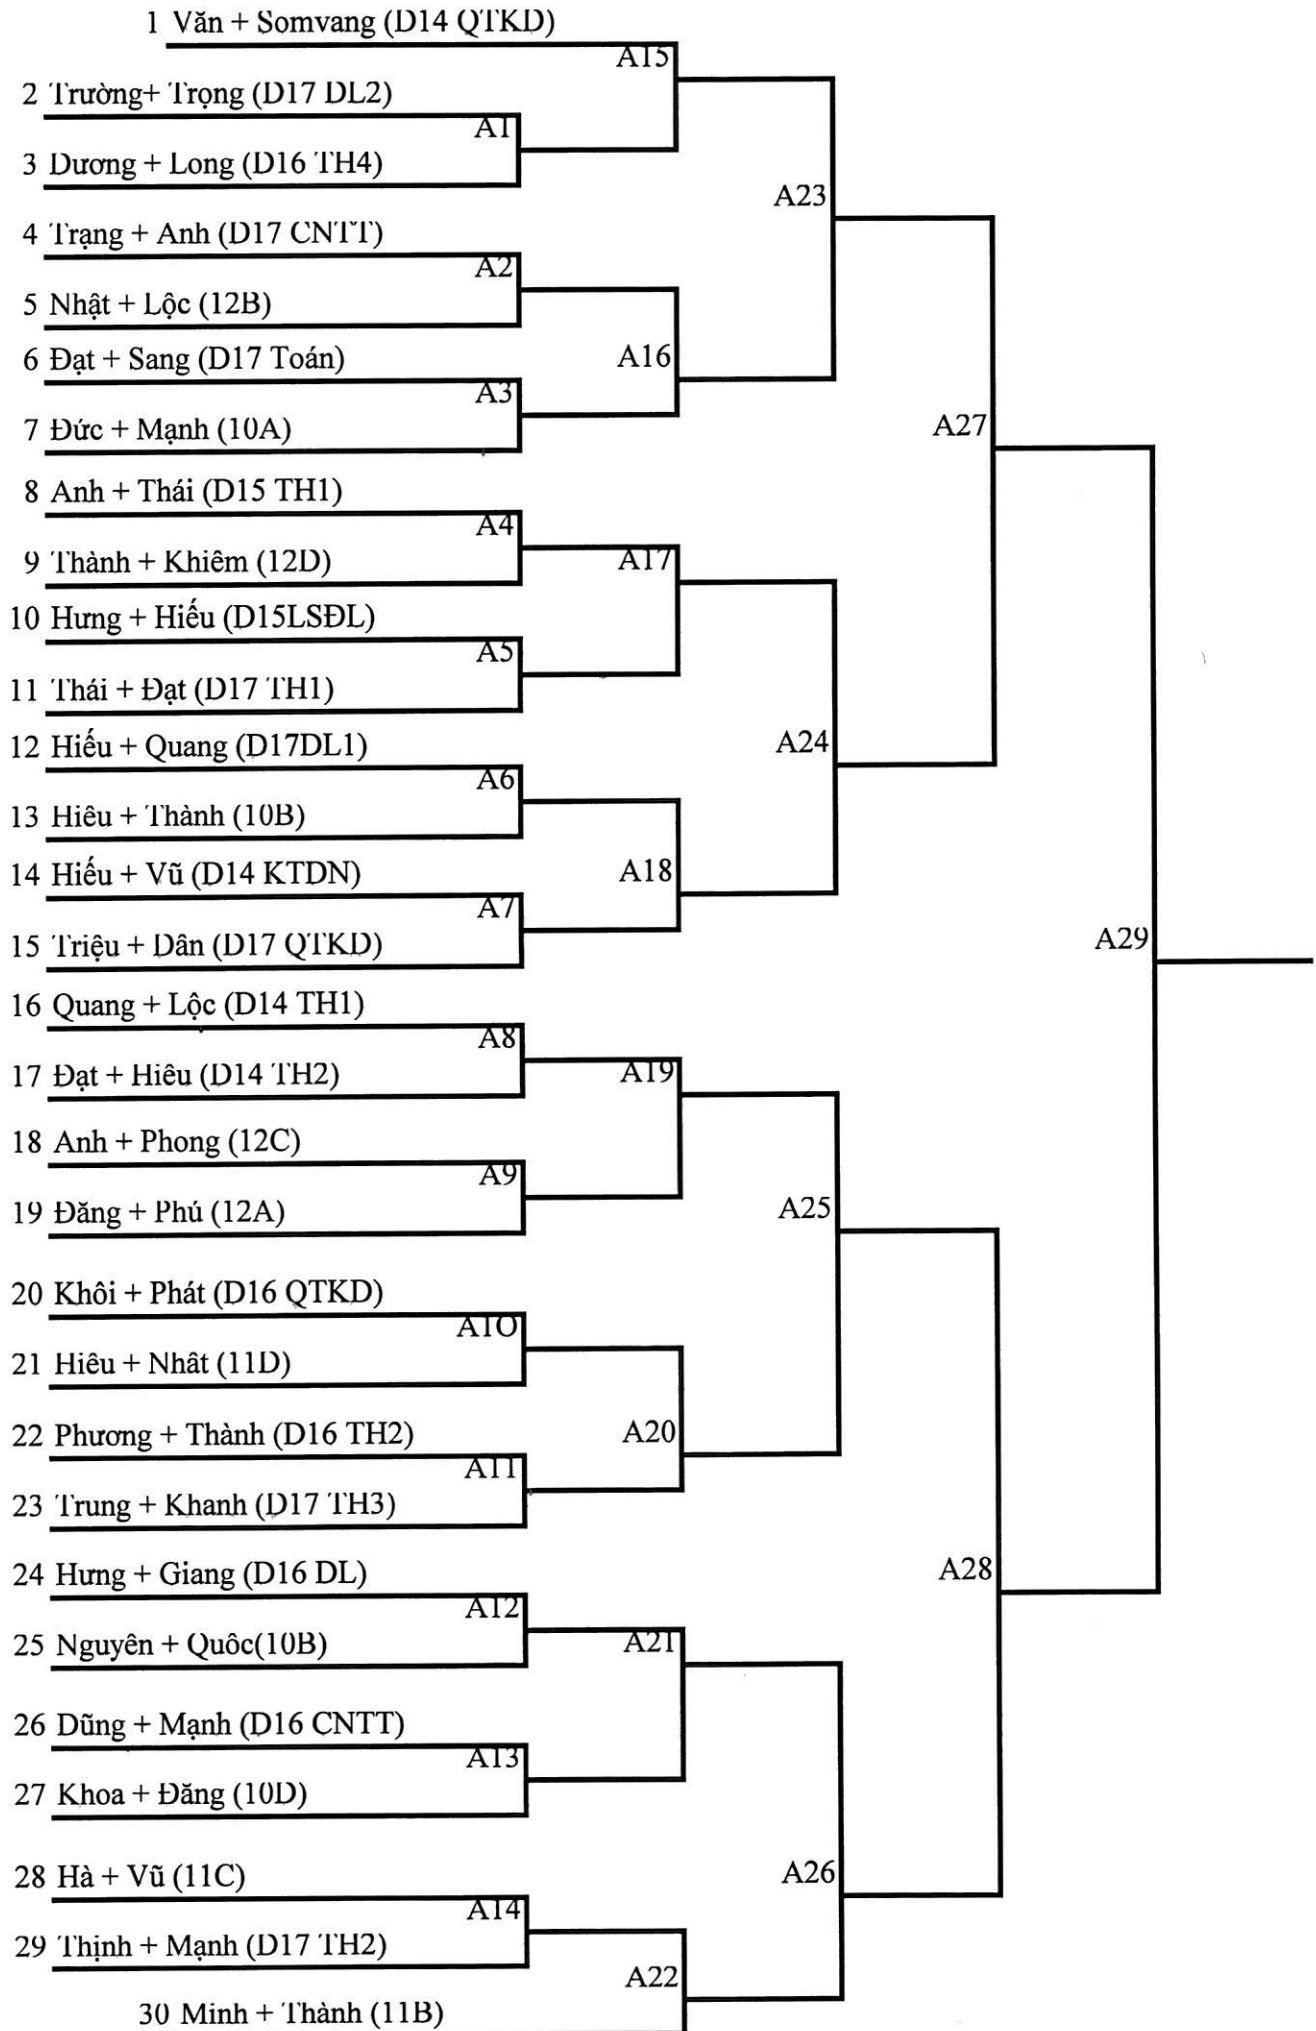 1 Văn + Somvang (D14 QTKD)
A15
2 Trường+ Trọng (D17 DL2)
A1
3 Dương + Long (D16 TH4)
A23
4 Trạng + Anh (D17 CNTT)
A2
5 Nhật + Lộc (12B)
6 Đạt + Sang (D17 Toán)
A16
A3
7 Đức + Mạnh (10A)
A27
8 Anh + Thái (D15 TH1)
A4
9 Thành + Khiêm (12D)
A17
10 Hưng + Hiếu (D15LSĐL)
A5
11 Thái + Đạt (D17 TH1)
12 Hiếu + Quang (D17DL1)
A24
A6
13 Hiêu + Thành (10B)
14 Hiếu + Vũ (D14 KTDN)
A18
A7
15 Triệu + Dân (D17 QTKD)
A29
16 Quang + Lộc (D14 TH1)
A8
17 Đạt + Hiêu (D14 TH2)
A19
18 Anh + Phong (12C)
A9
19 Đăng + Phú (12A)
A25
20 Khôi + Phát (D16 QTKD)
A1O
21 Hiêu + Nhât (11D)
22 Phương + Thành (D16 TH2)
A20
A11
23 Trung + Khanh (D17 TH3)
24 Hưng + Giang (D16 DL)
A28
A12
25 Nguyên + Quôc(10B)
A21
26 Dũng + Mạnh (D16 CNTT)
A13
27 Khoa + Đăng (10D)
28 Hà + Vũ (11C)
A26
A14
29 Thịnh + Mạnh (D17 TH2)
A22
30 Minh + Thành (11B)